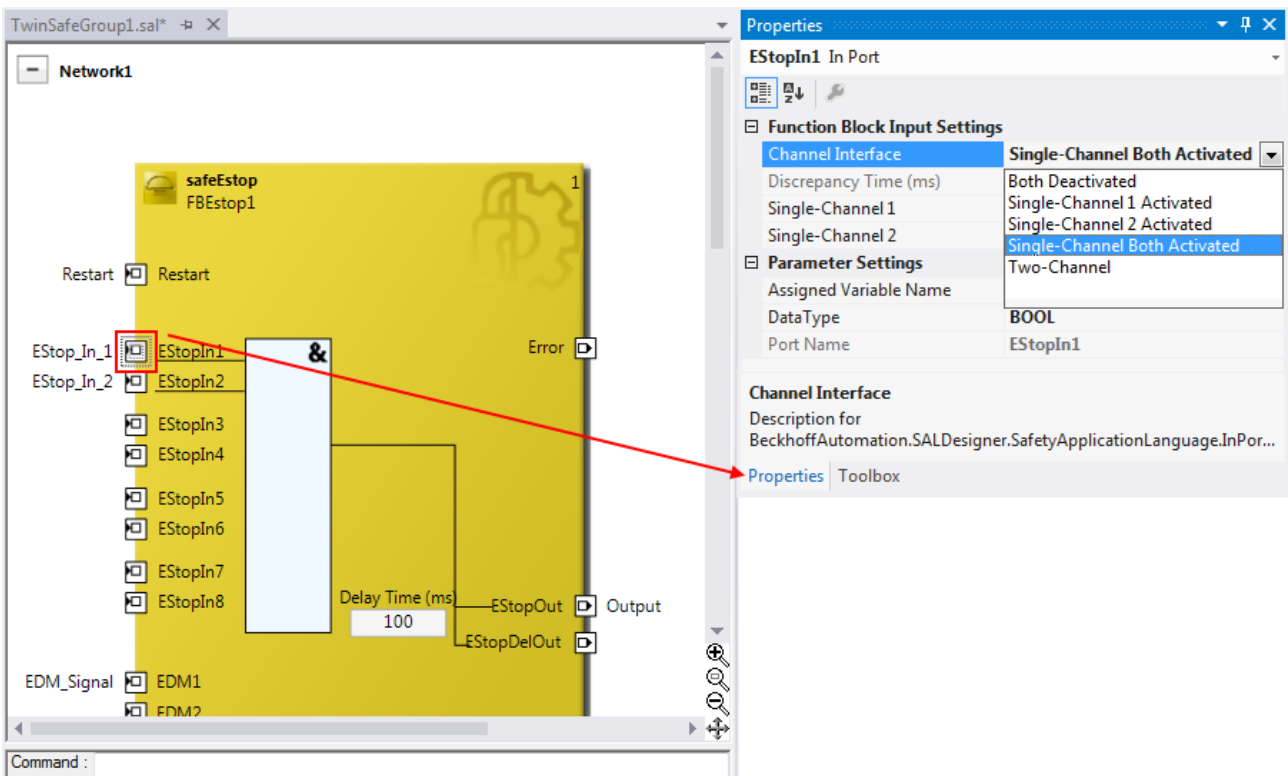 TwinSafeGroup1.sal*
Network1
safeEstop
FBEstop1
1
Restart
Restart
EStop_In_1
EStopIn1
&
Error
EStop_In_2
EStopIn2
EStopIn3
EStopIn4
EStopIn5
EStopIn6
EStopIn7
EStopIn8
Delay Time (ms)
100
EStopOut
Output
EStopDelOut
EDM_Signal
EDM1
EDM2
Command :
Properties
EStopIn1 In Port
Function Block Input Settings
Channel Interface
Single-Channel Both Activated
Discrepancy Time (ms)
Both Deactivated
Single-Channel 1 Activated
Single-Channel 1
Single-Channel 2 Activated
Single-Channel 2
Single-Channel Both Activated
Parameter Settings
Two-Channel
Assigned Variable Name
DataType
BOOL
Port Name
EStopIn1
Channel Interface
Description for
BeckhoffAutomation.SALDesigner.SafetyApplicationLanguage.InPor...
Properties
Toolbox